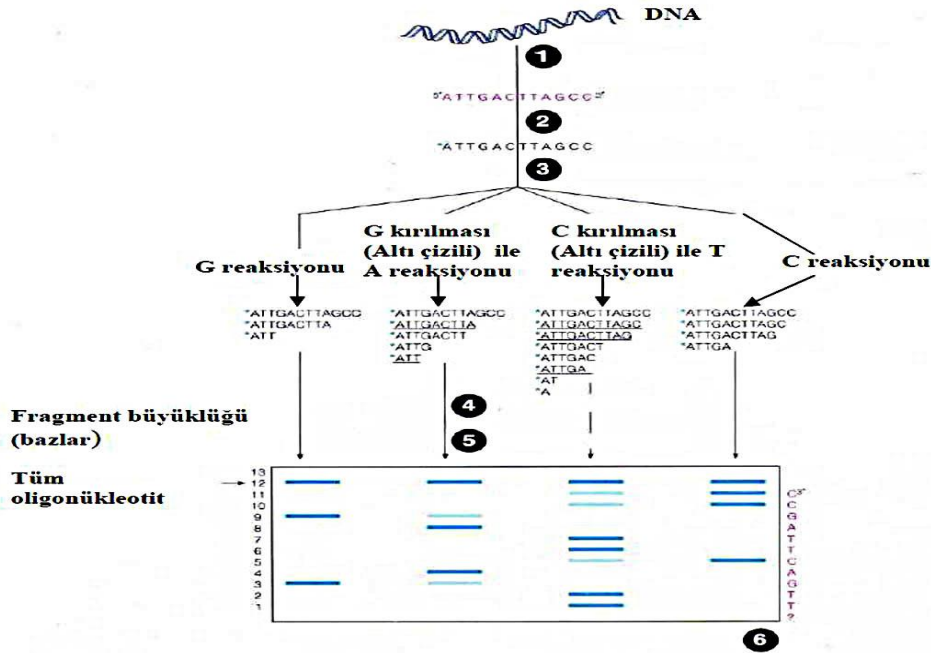 DNA
1
5'ATTGACTTAGCC3'
2
*ATTGACTTAGCC
3
G reaksiyonu
G kırılması
(Altı çizili) ile
A reaksiyonu
C kırılması
(Altı çizili) ile T
reaksiyonu
C reaksiyonu
*ATTGACTTAGCC
*ATTGACTTA
*ATT
*ATTGACTTAGCC
*ATTGACTTA
*ATTGACTT
*ATTG
*ATT
*ATTGACTTAGCC
*ATTGACTTAGC
*ATTGACTTAG
*ATTGACT
*ATTGAC
*ATTGA
*AT
*A
*ATTGACTTAGCC
*ATTGACTTAGC
*ATTGACTTAG
*ATTGA
4
5
Fragment büyüklüğü
(bazlar)
Tüm
oligonükleotit
13
12
11
10
9
8
7
6
5
4
3
2
1
C3'
C
G
A
T
T
C
A
G
T
T
?
6